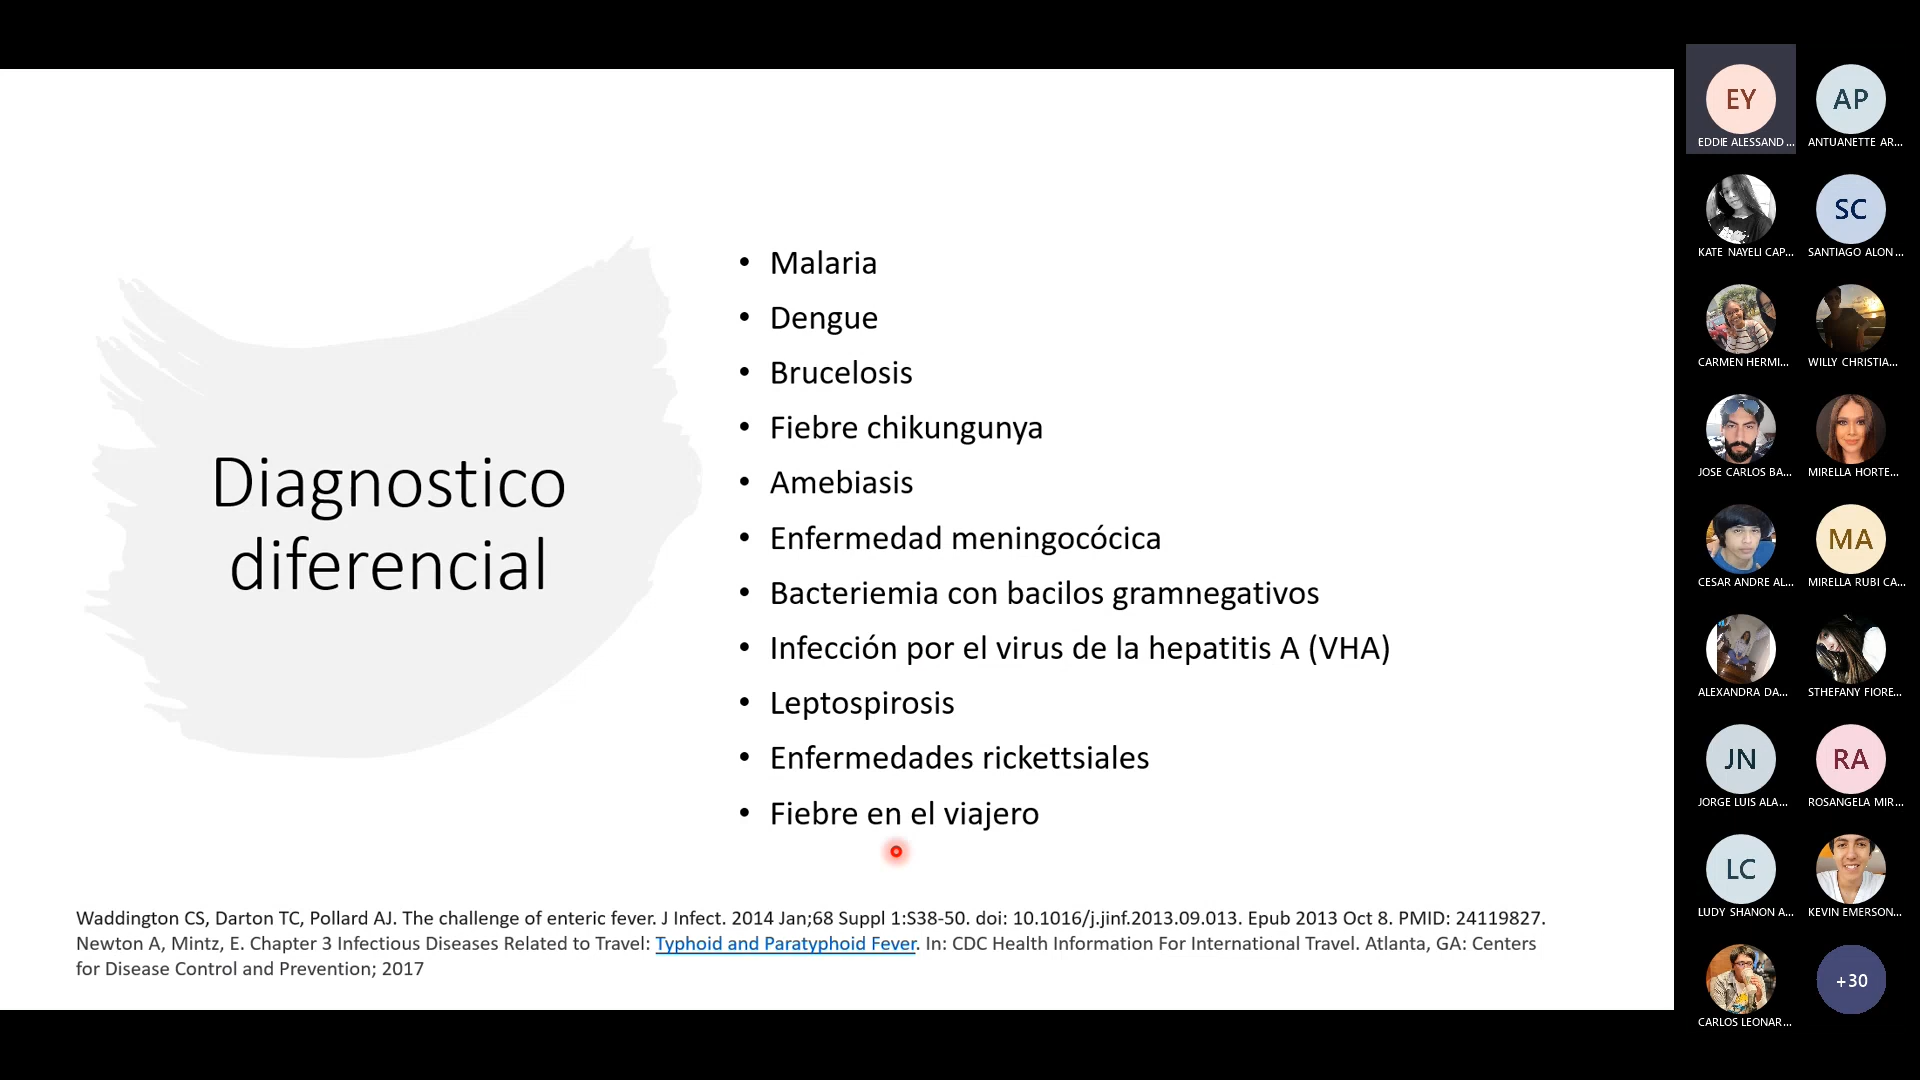 Diagnostico
diferencial
• Malaria
• Dengue
• Brucelosis
• Fiebre chikungunya
• Amebiasis
• Enfermedad meningocócica
• Bacteriemia con bacilos gramnegativos
• Infección por el virus de la hepatitis A (VHA)
• Leptospirosis
• Enfermedades rickettsiales
• Fiebre en el viajero
Waddington CS, Darton TC, Pollard AJ. The challenge of enteric fever. J Infect. 2014 Jan;68 Suppl 1:S38-50. doi: 10.1016/j.jinf.2013.09.013. Epub 2013 Oct 8. PMID: 24119827.
Newton A, Mintz, E. Chapter 3 Infectious Diseases Related to Travel: Typhoid and Paratyphoid Fever. In: CDC Health Information For International Travel. Atlanta, GA: Centers
for Disease Control and Prevention; 2017
EY
EDDIE ALESSAND...
AP
ANTUANETTE AR...
KATE NAYELI CAP...
SC
SANTIAGO ALON...
CARMEN HERMI...
WILLY CHRISTIA...
JOSE CARLOS BA...
MIRELLA HORTE...
CESAR ANDRE AL...
MA
MIRELLA RUBI CA...
ALEXANDRA DA...
STHEFANY FIORE...
JN
JORGE LUIS ALA...
RA
ROSANGELA MIR...
LC
LUDY SHANON A...
KEVIN EMERSON...
CARLOS LEONAR...
+30